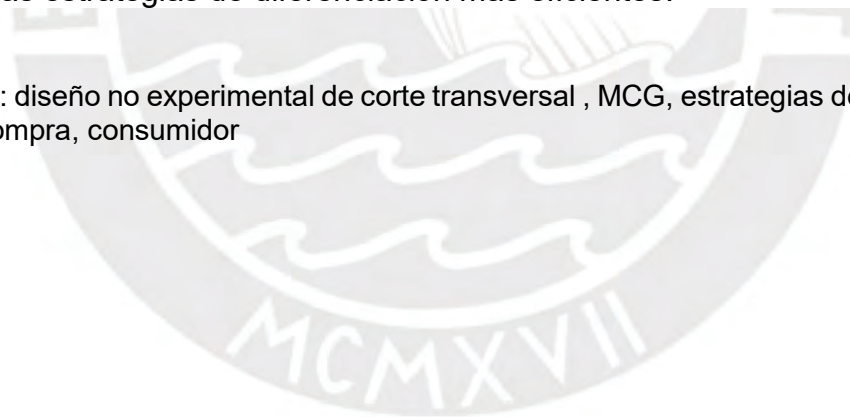 as estrategias de diferenciación más eficientes.
: diseño no experimental de corte transversal , MCG, estrategias de
ompra, consumidor
MCMXVII